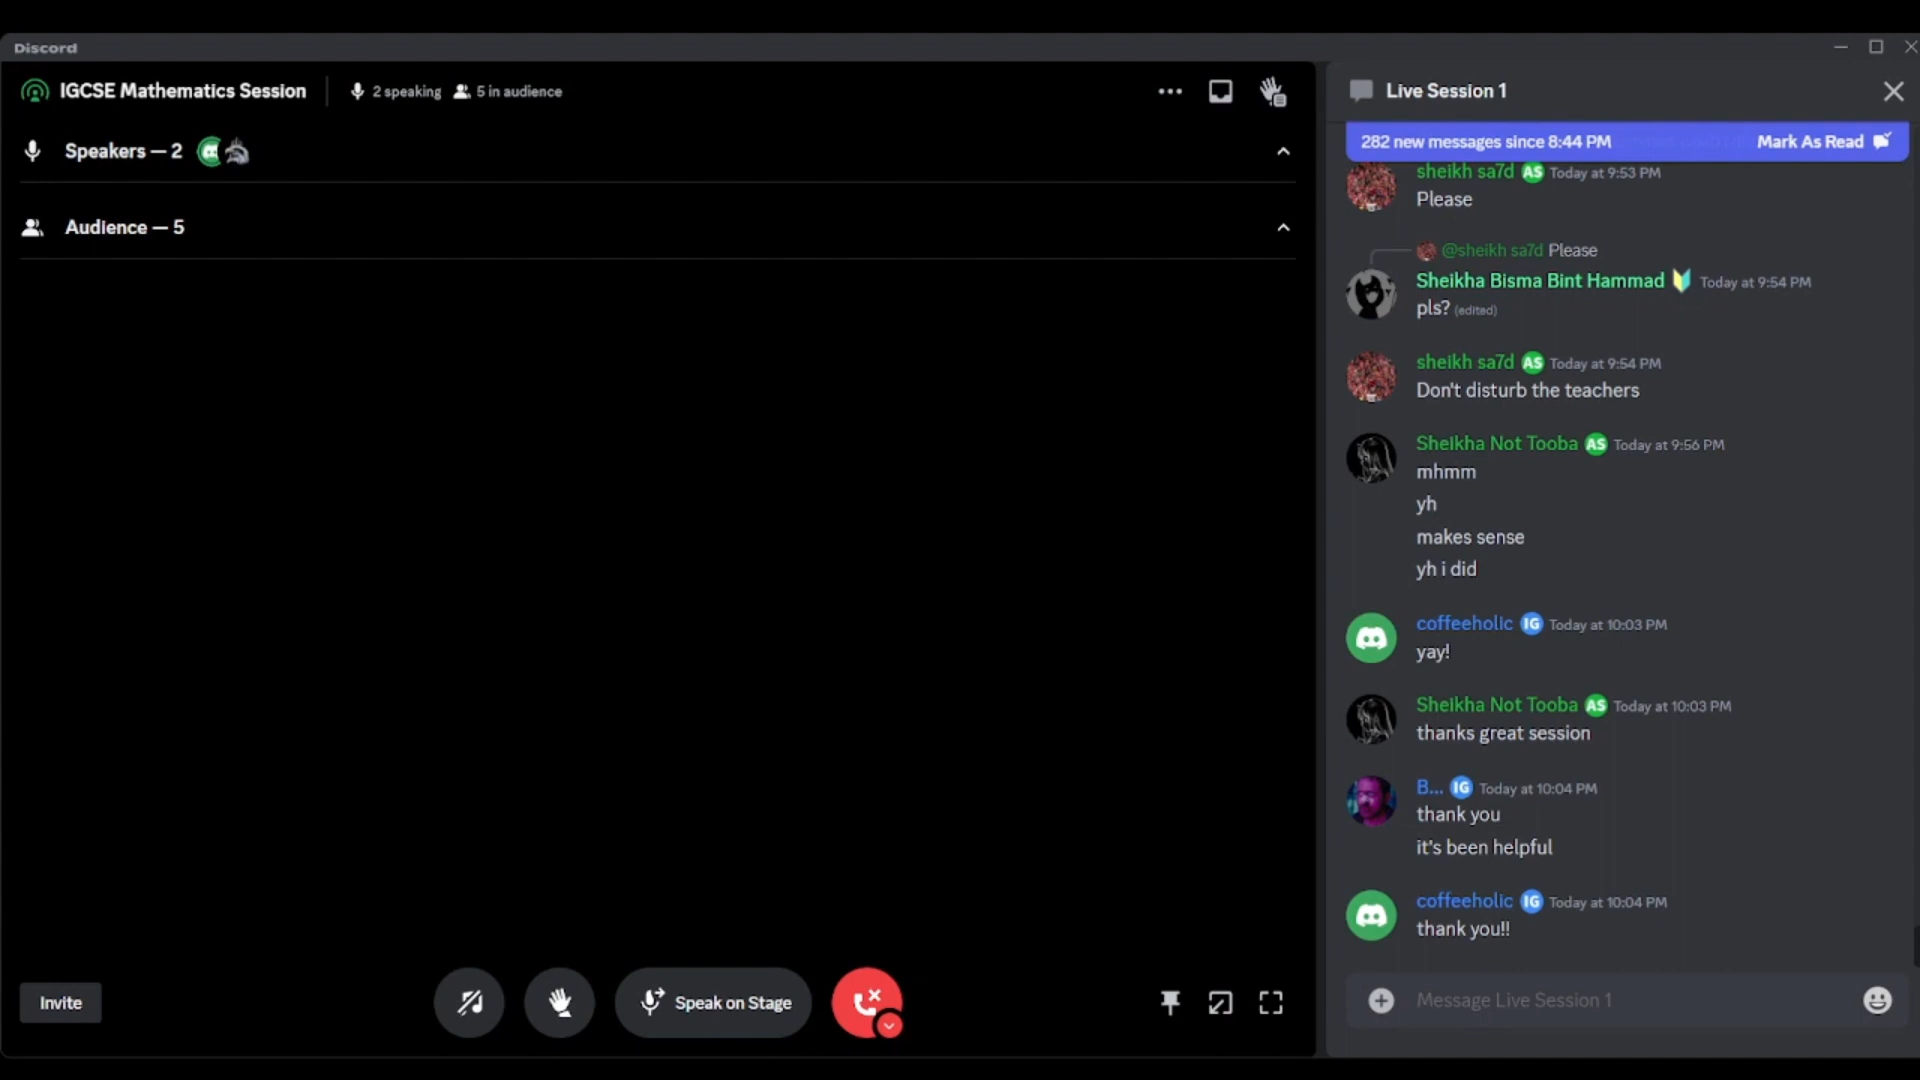 Discord
IGCSE Mathematics Session
2 speaking
5 in audience
Speakers — 2
Audience — 5
Invite
Speak on Stage
Live Session 1
282 new messages since 8:44 PM
Mark As Read
sheikh sa7d AS Today at 9:53 PM
Please
@sheikh sa7d Please
Sheikha Bisma Bint Hammad Today at 9:54 PM
pls? (edited)
sheikh sa7d AS Today at 9:54 PM
Don't disturb the teachers
Sheikha Not Tooba AS Today at 9:56 PM
mhmm
yh
makes sense
yh i did
coffeeholic IG Today at 10:03 PM
yay!
Sheikha Not Tooba AS Today at 10:03 PM
thanks great session
B... IG Today at 10:04 PM
thank you
it's been helpful
coffeeholic IG Today at 10:04 PM
thank you!!
Message Live Session 1